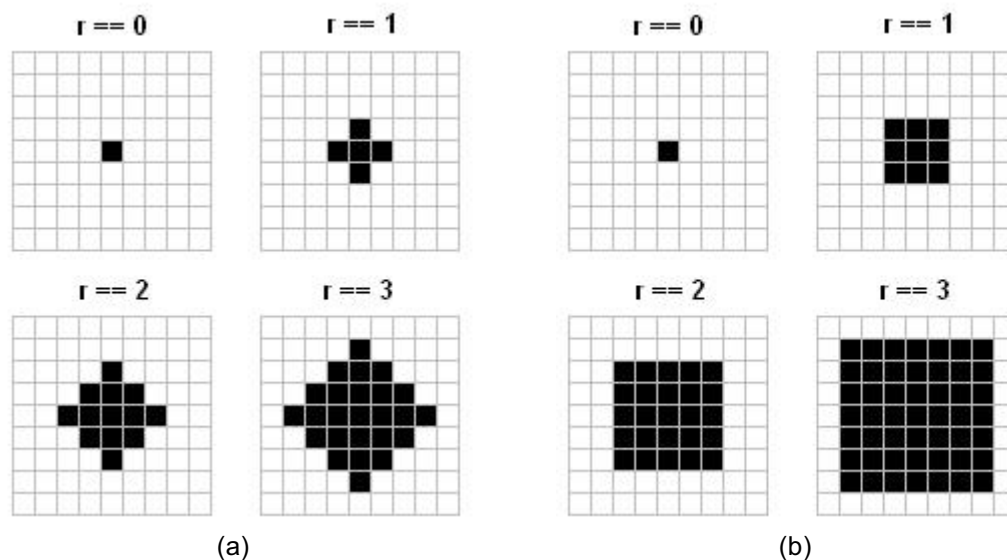 r == 0
r == 1
r == 0
r == 1
r == 2
r == 3
r == 2
r == 3
(a)
(b)